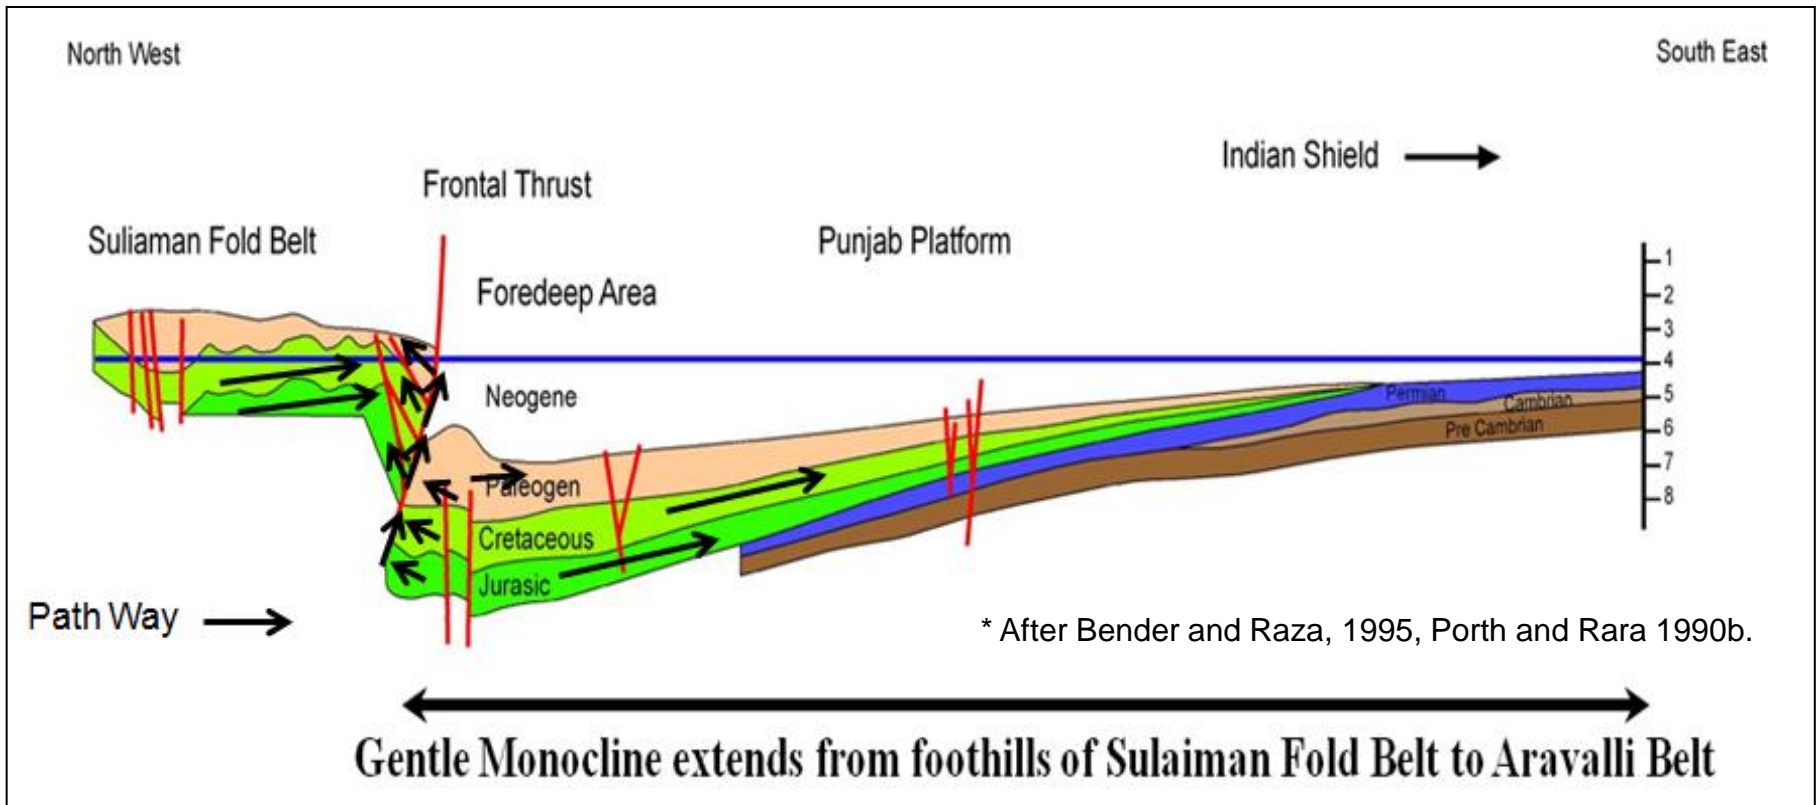 North West
South East
Indian Shield
Frontal Thrust
Suliaman Fold Belt
Punjab Platform
Foredeep Area
1
2
3
4
5
6
7
8
Neogene
Permian
Cambrian
Pre Cambrian
Paleogen
Cretaceous
Jurasic
Path Way
* After Bender and Raza, 1995, Porth and Rara 1990b.
Gentle Monocline extends from foothills of Sulaiman Fold Belt to Aravalli Belt